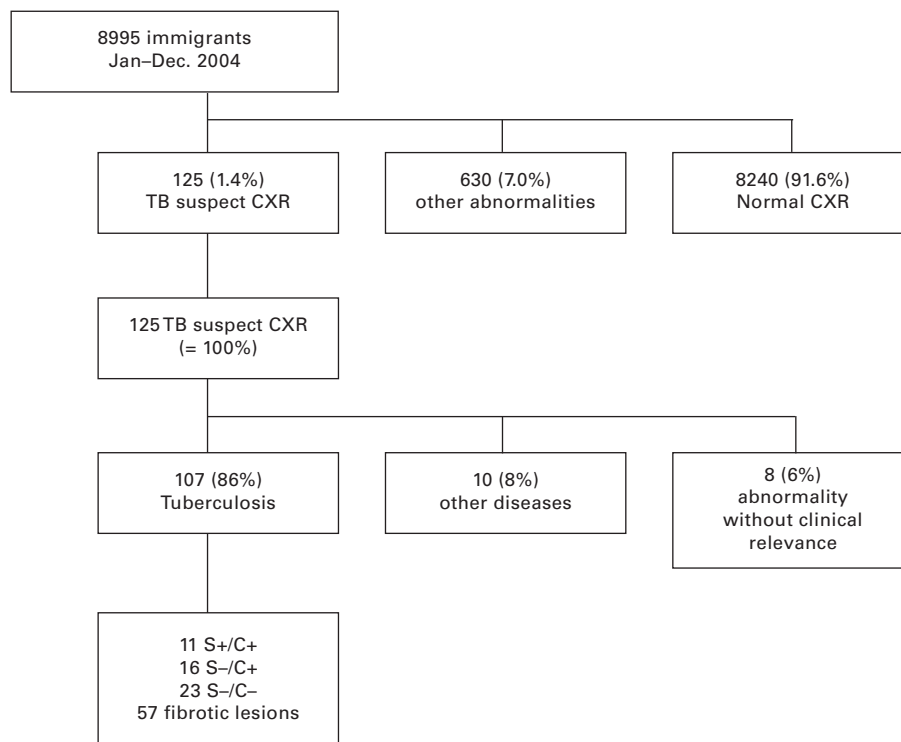 8995 immigrants
Jan–Dec. 2004
125 (1.4%)
TB suspect CXR
630 (7.0%)
other abnormalities
8240 (91.6%)
Normal CXR
125 TB suspect CXR
(= 100%)
107 (86%)
Tuberculosis
10 (8%)
other diseases
8 (6%)
abnormality
without clinical
relevance
11 S+/C+
16 S–/C+
23 S–/C–
57 fibrotic lesions